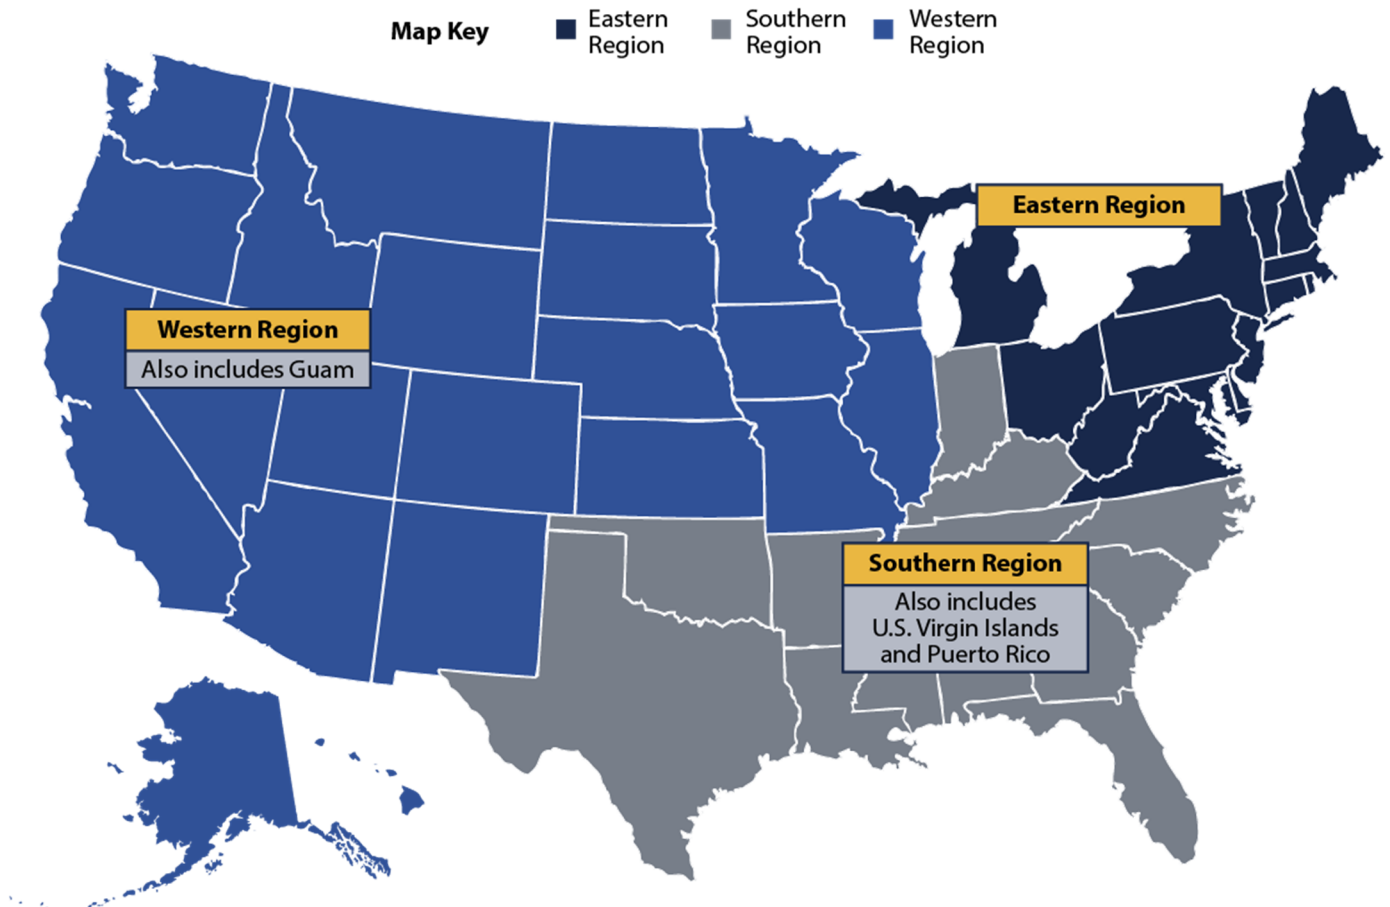 Map Key
Eastern
Region
Southern
Region
Western
Region
Eastern Region
Western Region
Also includes Guam
Southern Region
Also includes
U.S. Virgin Islands
and Puerto Rico